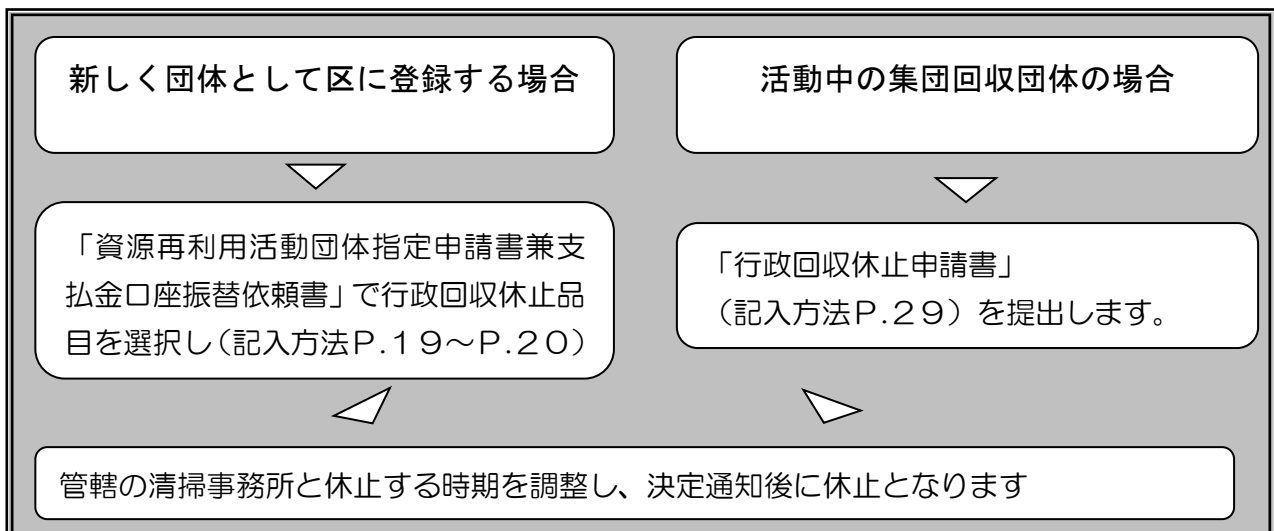 新しく団体として区に登録する場合
活動中の集団回収団体の場合
「資源再利用活動団体指定申請書兼支
払金口座振替依頼書」で行政回収休止品
目を選択し（記入方法Ｐ.１９～Ｐ.２０）
「行政回収休止申請書」
（記入方法Ｐ.２９）を提出します。
管轄の清掃事務所と休止する時期を調整し、決定通知後に休止となります